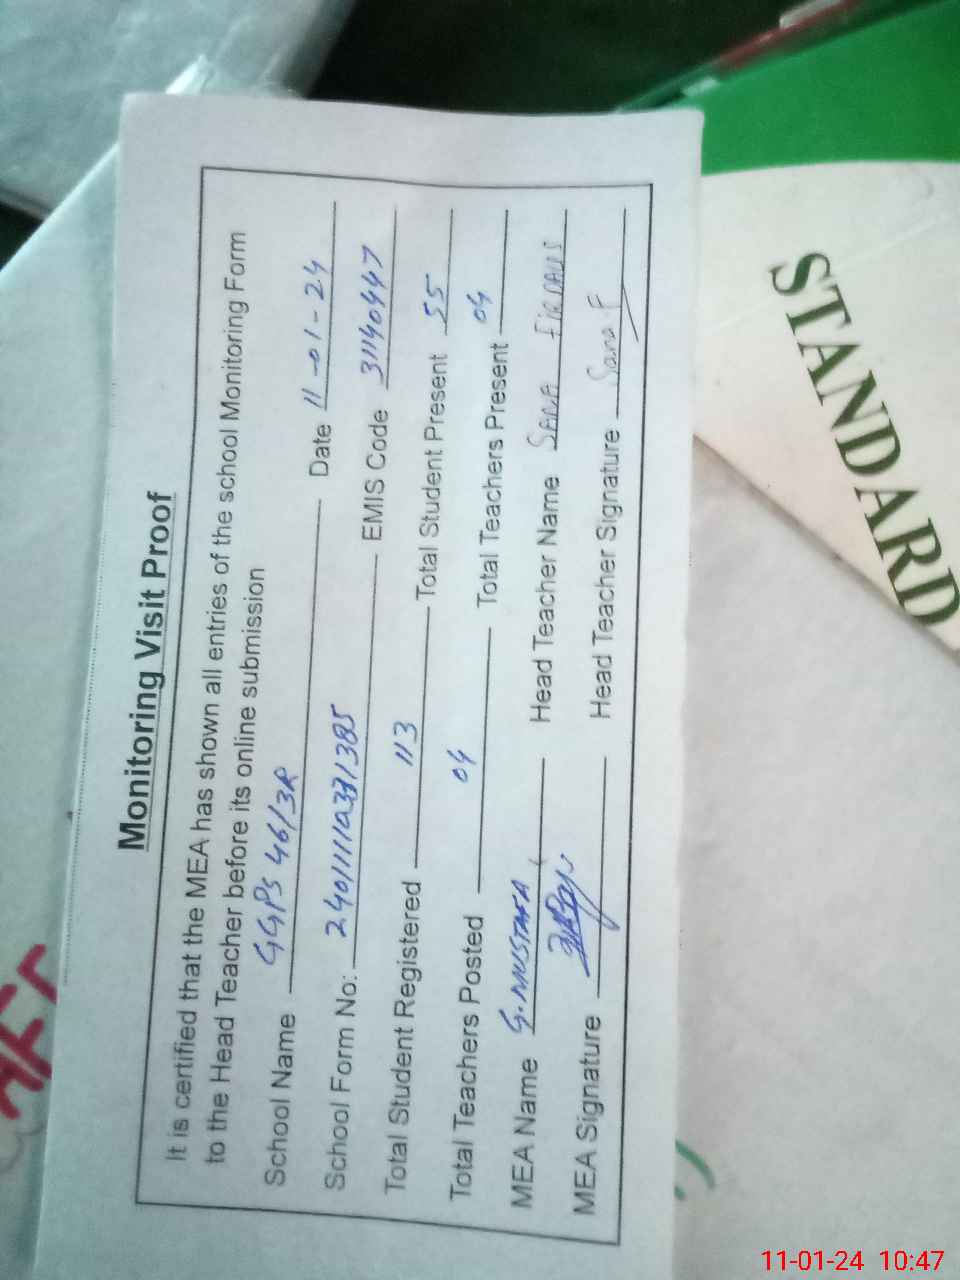 Monitoring Visit Proof
It is certified that the MEA has shown all entries of the school Monitoring Form
to the Head Teacher before its online submission
School Name GGPS 46/3R Date 11-01-24
School Form No: EMIS Code 31140447
Total Student Registered 113 Total Student Present 55
Total Teachers Posted 04 Total Teachers Present 04
MEA Name G. MUSTAFA Head Teacher Name SANA FIRDAUS
MEA Signature Head Teacher Signature Sana F
STANDARD
11-01-24 10:47